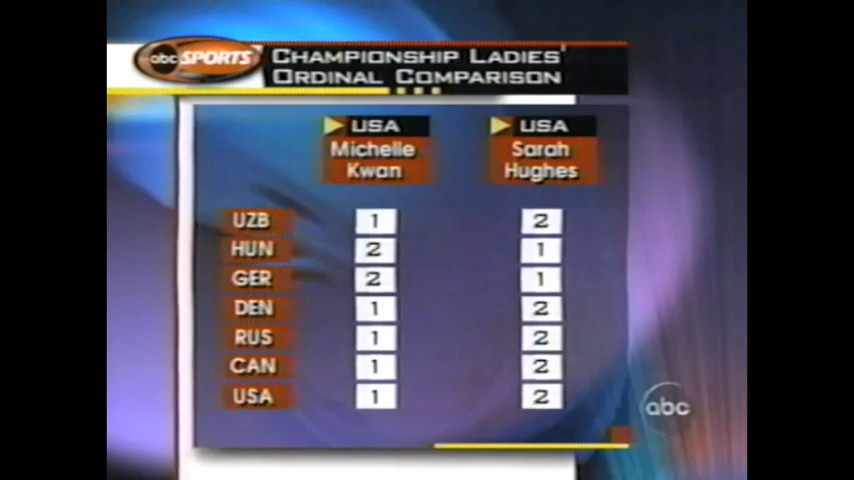 abc SPORTS
CHAMPIONSHIP LADIES'
ORDINAL COMPARISON
USA USA
Michelle Sarah
Kwan Hughes
UZB 1 2
HUN 2 1
GER 2 1
DEN 1 2
RUS 1 2
CAN 1 2
USA 1 2
abc